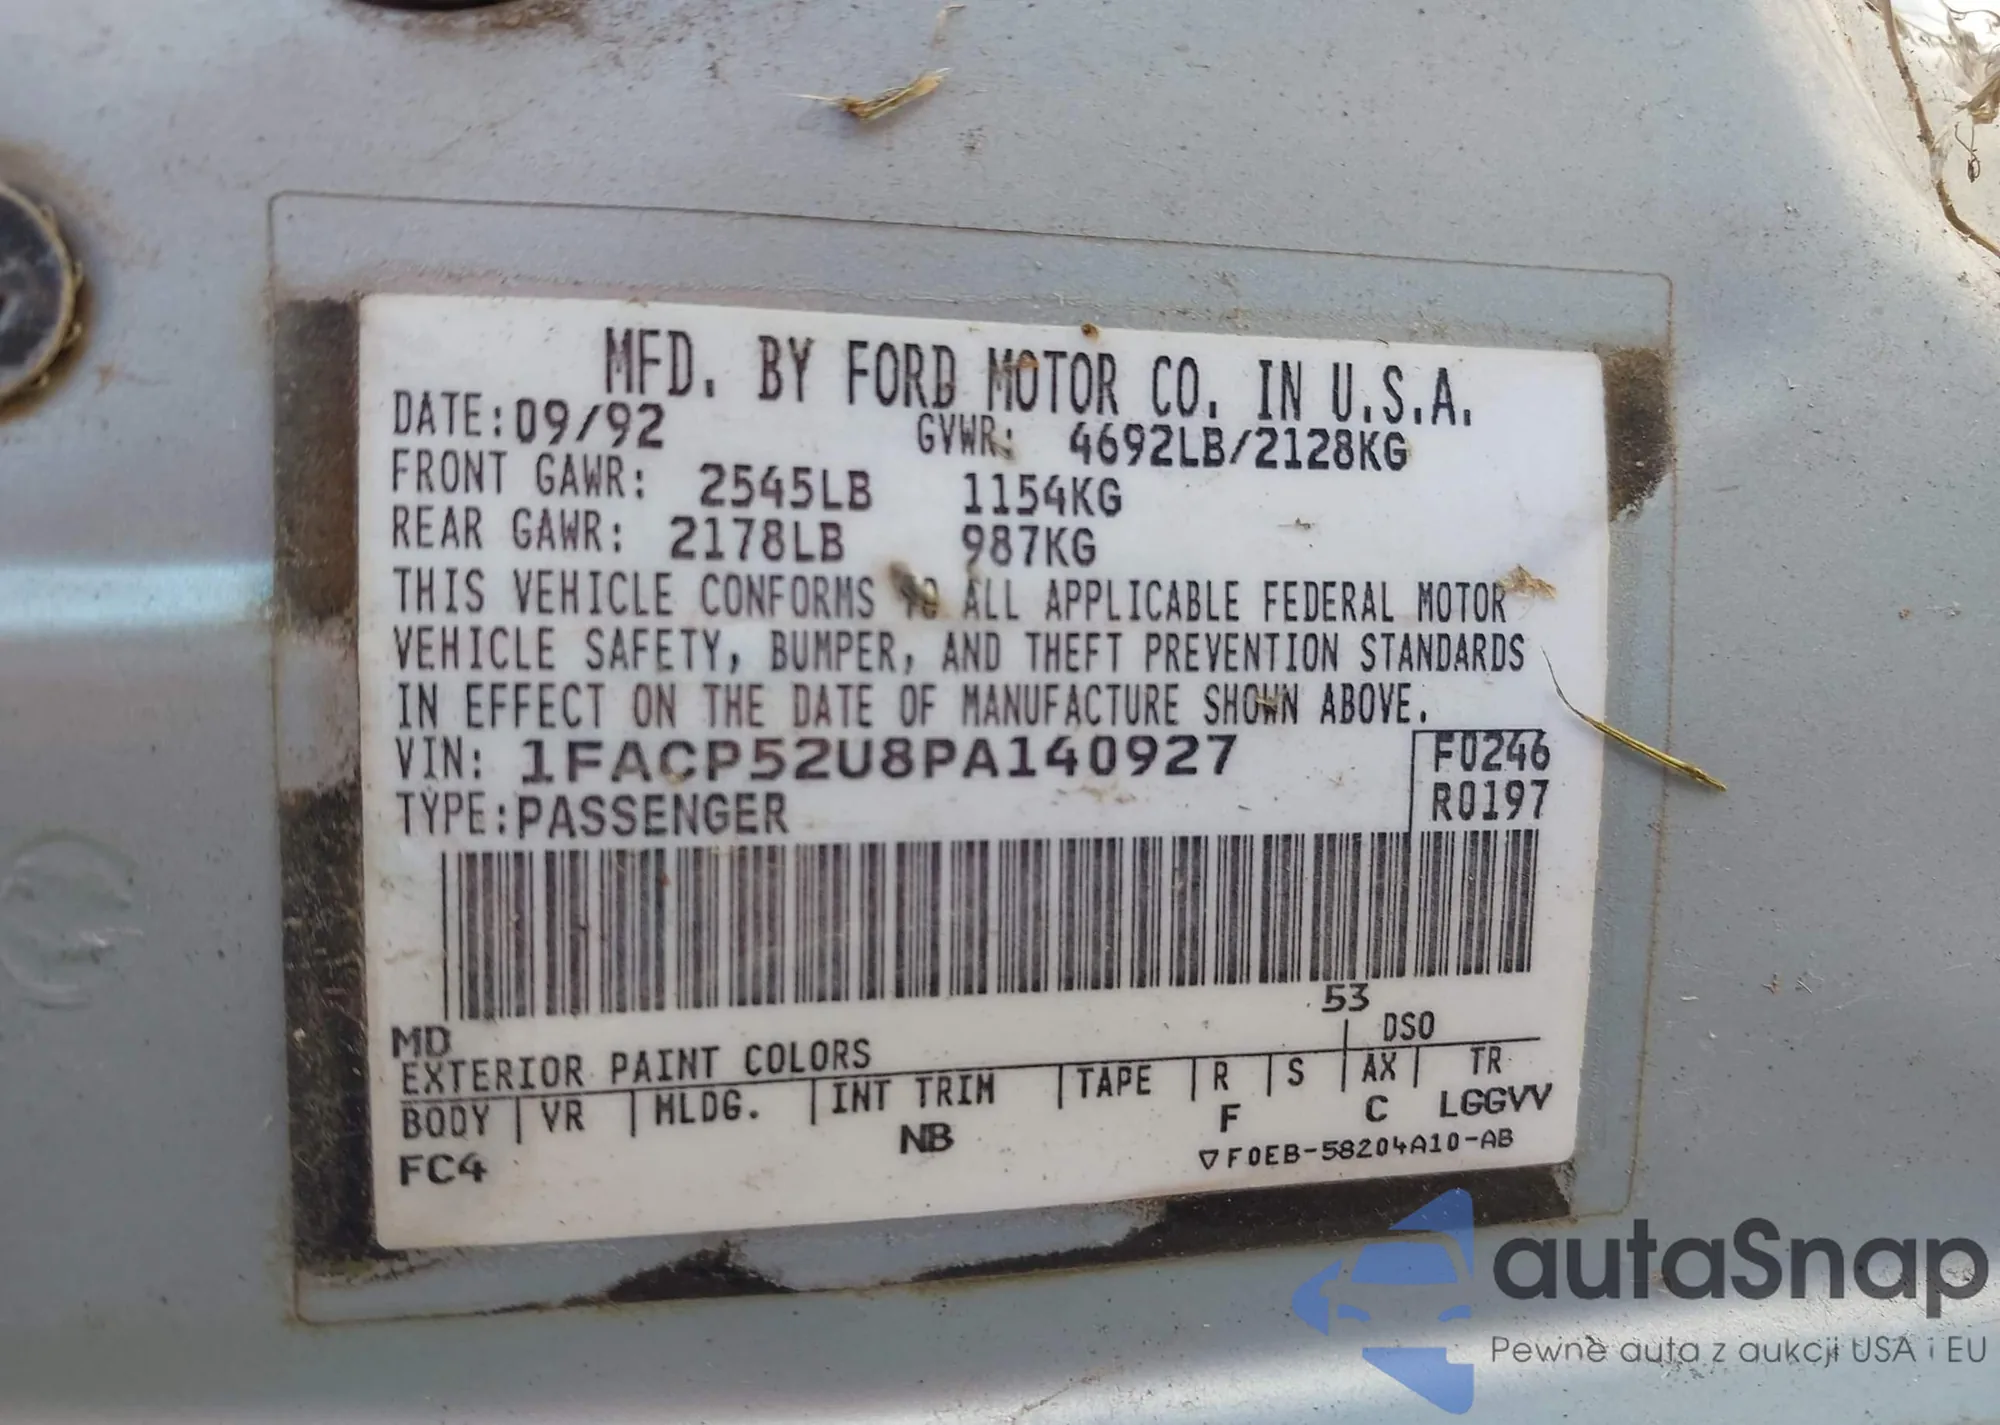 MFD. BY FORD MOTOR CO. IN U.S.A.
DATE: 09/92 GVWR: 4692LB/2128KG
FRONT GAWR: 2545LB 1154KG
REAR GAWR: 2178LB 987KG
THIS VEHICLE CONFORMS TO ALL APPLICABLE FEDERAL MOTOR
VEHICLE SAFETY, BUMPER, AND THEFT PREVENTION STANDARDS
IN EFFECT ON THE DATE OF MANUFACTURE SHOWN ABOVE.
VIN: 1FACP52U8PA140927 F0246
TYPE: PASSENGER R0197
53
MD DSO
EXTERIOR PAINT COLORS
BODY VR MLDG. INT TRIM TAPE R S AX TR
FC4 NB F C LGGVV
▽F0EB-58204A10-AB
autaSnap
Pewne auta z aukcji USA i EU